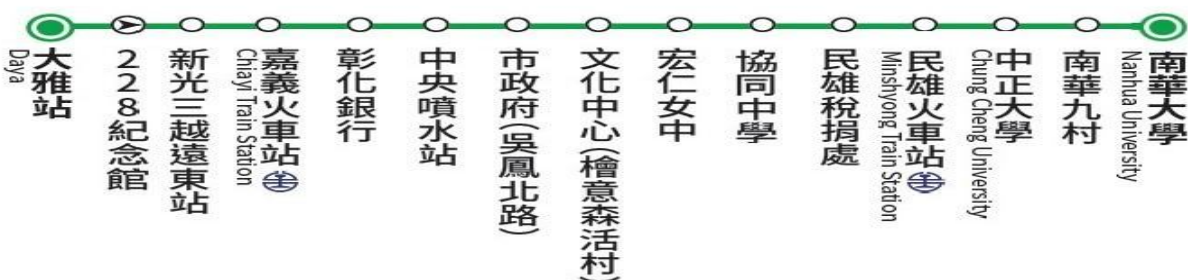 大雅站
Daya
228紀念館
新光三越遠東站
嘉義火車站
Chiayi Train Station
彰化銀行
中央噴水站
市政府(吳鳳北路)
文化中心(檜意森活村)
宏仁女中
協同中學
民雄稅捐處
民雄火車站
Minshyong Train Station
中正大學
Chung Cheng University
南華九村
南華大學
Nanhua University